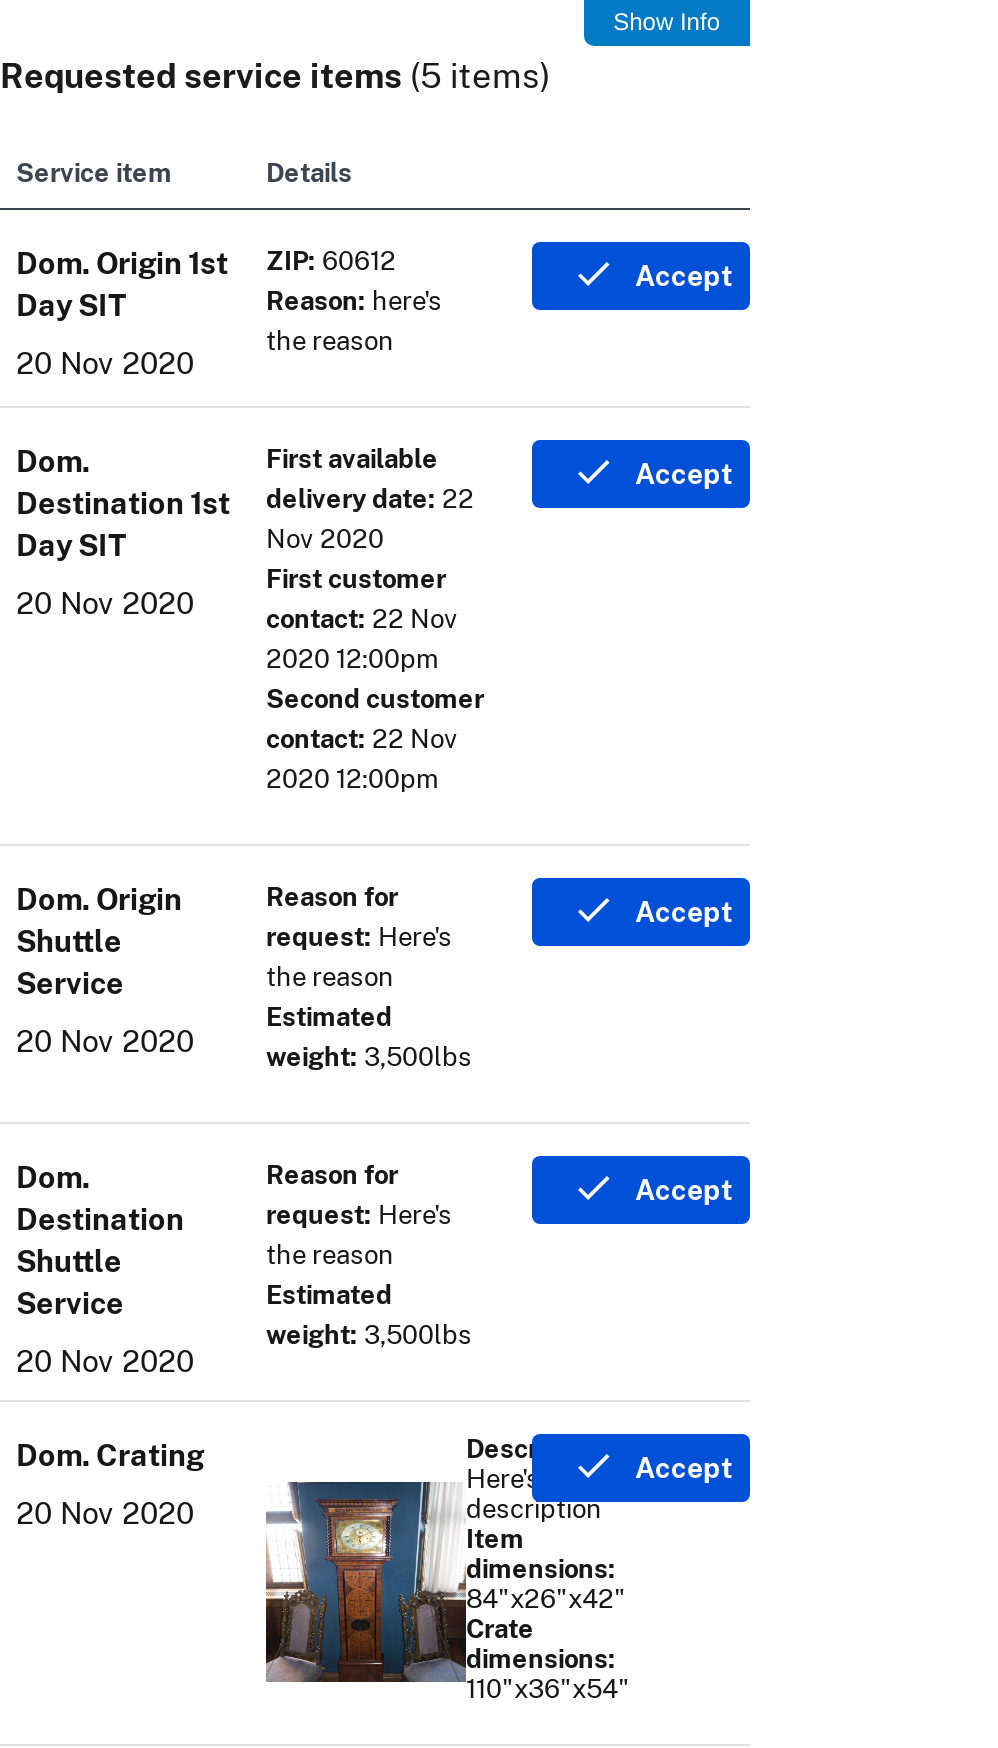 Show Info
Requested service items (5 items)
Service item
Details
Dom. Origin 1st
Day SIT
20 Nov 2020
ZIP: 60612
Reason: here's
the reason
Accept
Dom.
Destination 1st
Day SIT
20 Nov 2020
First available
delivery date: 22
Nov 2020
First customer
contact: 22 Nov
2020 12:00pm
Second customer
contact: 22 Nov
2020 12:00pm
Accept
Dom. Origin
Shuttle
Service
20 Nov 2020
Reason for
request: Here's
the reason
Estimated
weight: 3,500lbs
Accept
Dom.
Destination
Shuttle
Service
20 Nov 2020
Reason for
request: Here's
the reason
Estimated
weight: 3,500lbs
Accept
Dom. Crating
20 Nov 2020
Here's
description
Item
dimensions:
84"x26"x42"
Crate
dimensions:
110"x36"x54"
Accept